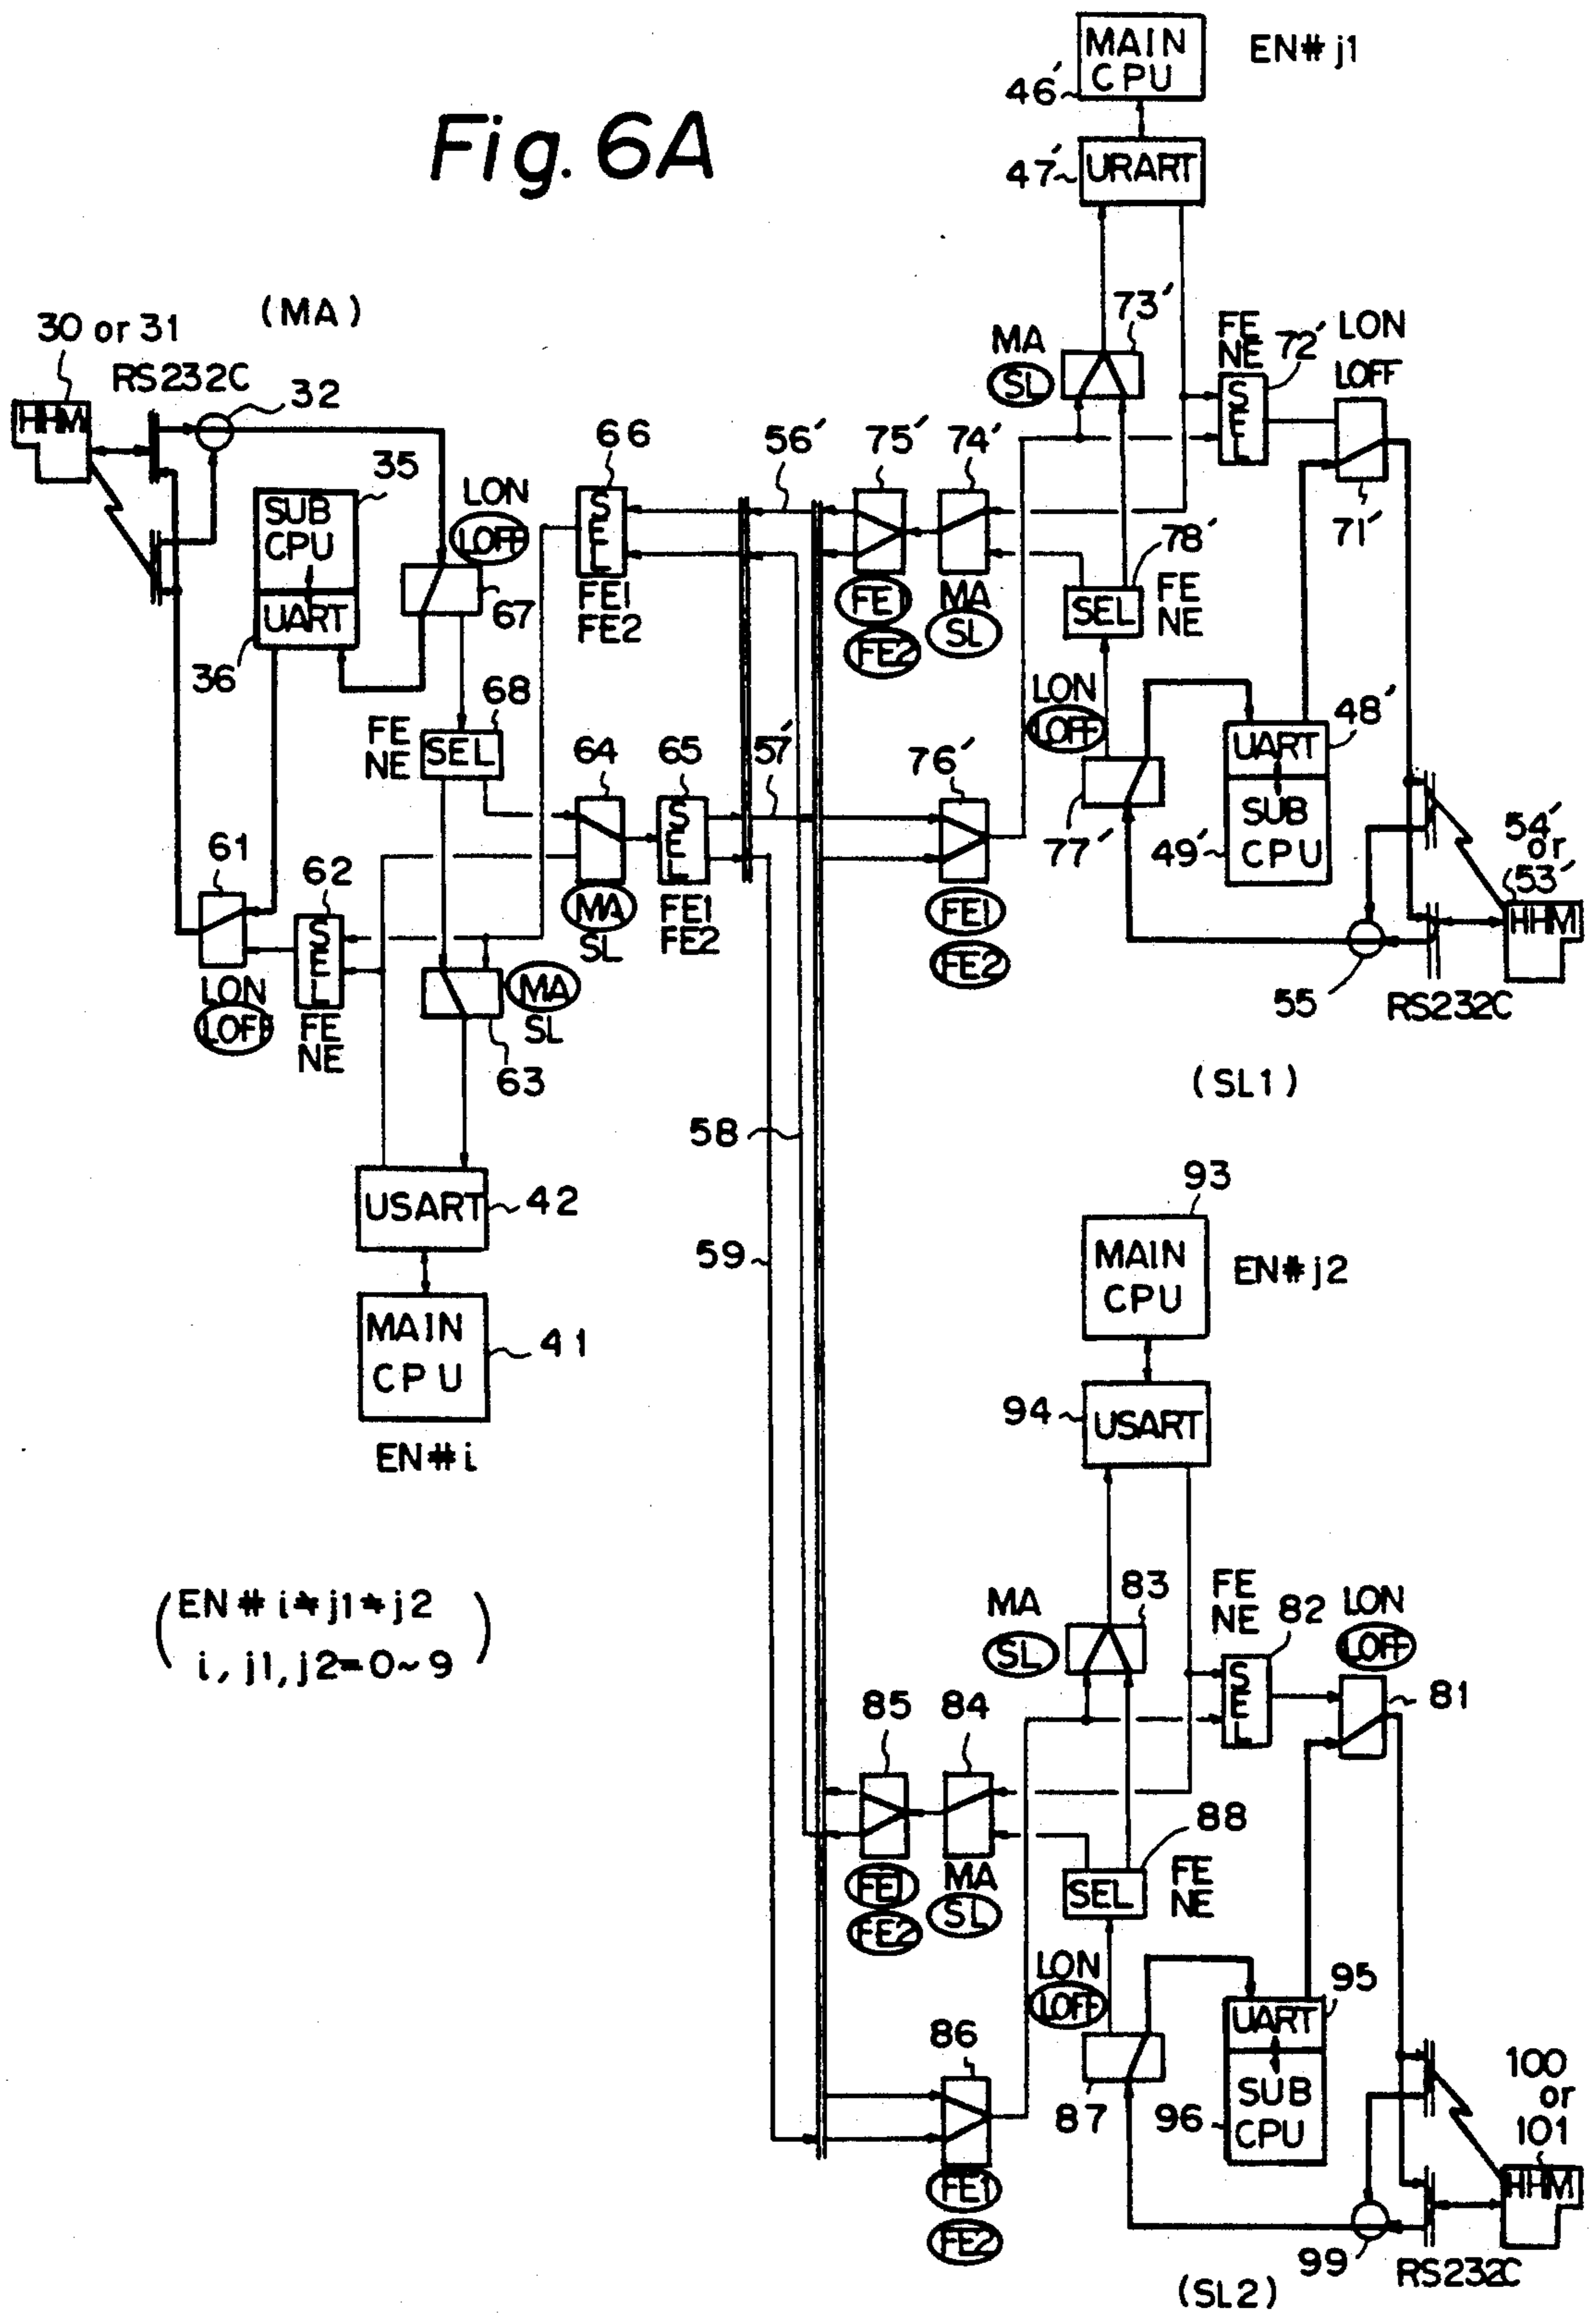 Fig. 6A
MAIN
CPU
46'
EN# j1
47'
URART
(MA)
30 or 31
RS232C
32
HHM
35
SUB
CPU
UART
36
LON
LOFF
67
68
FE
NE
SEL
66
SEL
FE1
FE2
56'
75'
FE1
FE2
74'
MA
SL
73'
MA
SL
FE
NE
72'
SEL
LON
LOFF
71'
78'
SEL
FE
NE
LON
LOFF
77'
UART
48'
SUB
CPU
49'
54'
or
53'
HHM
55
RS232C
(SL1)
64
MA
SL
65
SEL
FE1
FE2
57'
76'
FE1
FE2
61
LON
LOFF
62
SEL
FE
NE
MA
SL
63
58
59
USART
42
MAIN
CPU
41
EN# i
(EN# i≠j1≠j2
i, j1, j2=0~9)
93
MAIN
CPU
EN# j2
94
USART
MA
SL
83
FE
NE
82
SEL
LON
LOFF
81
85
FE1
FE2
84
MA
SL
88
SEL
FE
NE
LON
LOFF
87
UART
95
SUB
CPU
96
86
FE1
FE2
100
or
101
HHM
99
RS232C
(SL2)